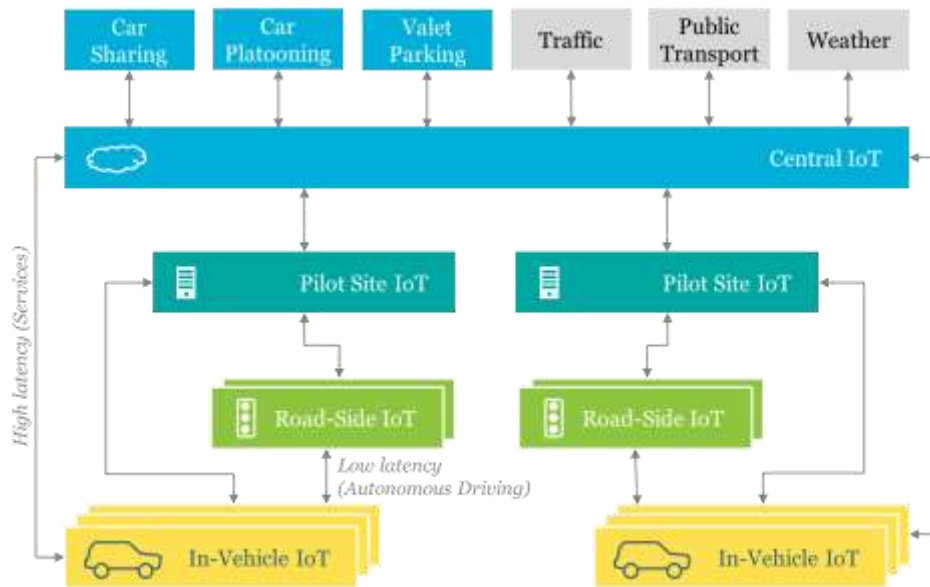 Car
Sharing
Car
Platooning
Valet
Parking
Traffic
Public
Transport
Weather
Central IoT
High latency (Services)
Pilot Site IoT
Pilot Site IoT
Road-Side IoT
Road-Side IoT
Low latency
(Autonomous Driving)
In-Vehicle IoT
In-Vehicle IoT